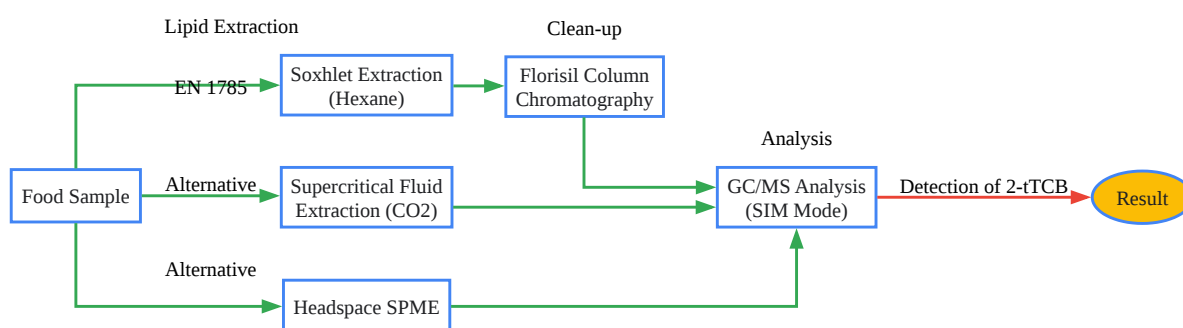 Lipid Extraction
Clean-up
EN 1785
Soxhlet Extraction
(Hexane)
Florisil Column
Chromatography
Analysis
Food Sample
Alternative
Supercritical Fluid
Extraction (CO2)
GC/MS Analysis
(SIM Mode)
Detection of 2-tTCB
Result
Alternative
Headspace SPME